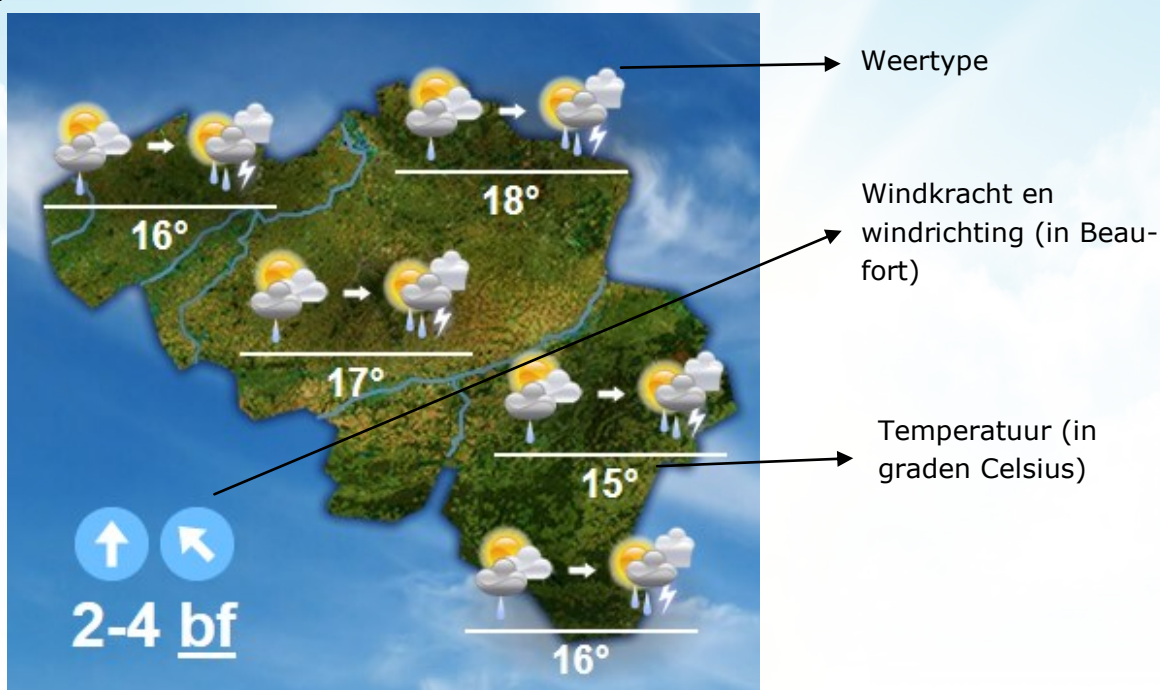 Weertype
18°
16°
Windkracht en
windrichting (in Beau-
fort)
17°
15°
Temperatuur (in
graden Celsius)
2-4 bf
16°